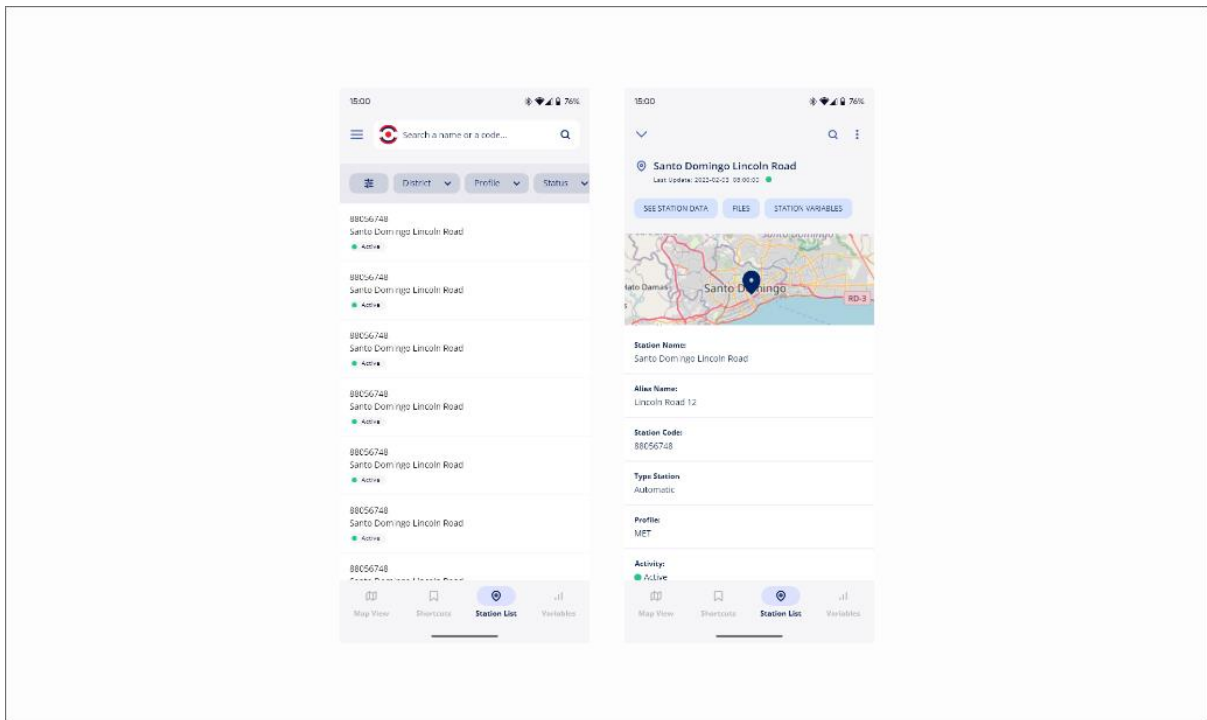 15:00
76%
Search a name or a code...
District
Profile
Status
88056748
Santo Domingo Lincoln Road
Active
88056748
Santo Domingo Lincoln Road
Active
88056748
Santo Domingo Lincoln Road
Active
88056748
Santo Domingo Lincoln Road
Active
88056748
Santo Domingo Lincoln Road
Active
88056748
Santo Domingo Lincoln Road
Active
88056748
Map View
Shortcuts
Station List
Variables
15:00
76%
Santo Domingo Lincoln Road
Last Update:
SEE STATION DATA
FILES
STATION VARIABLES
Santo Domingo
RD-3
Station Name:
Santo Domingo Lincoln Road
Alias Name:
Lincoln Road 12
Station Code:
88056748
Type Station
Automatic
Profile:
MET
Activity:
Active
Map View
Shortcuts
Station List
Variables